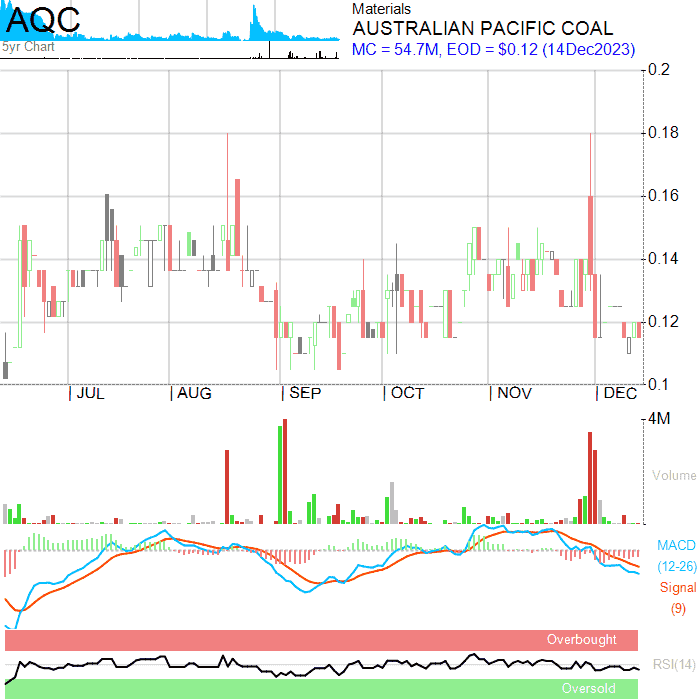 AQC
5yr Chart
Materials
AUSTRALIAN PACIFIC COAL
MC = 54.7M, EOD = $0.12 (14Dec2023)
0.2
0.18
0.16
0.14
0.12
0.1
JUL AUG SEP OCT NOV DEC
4M
Volume
MACD
(12-26)
Signal
(9)
Overbought
RSI(14)
Oversold